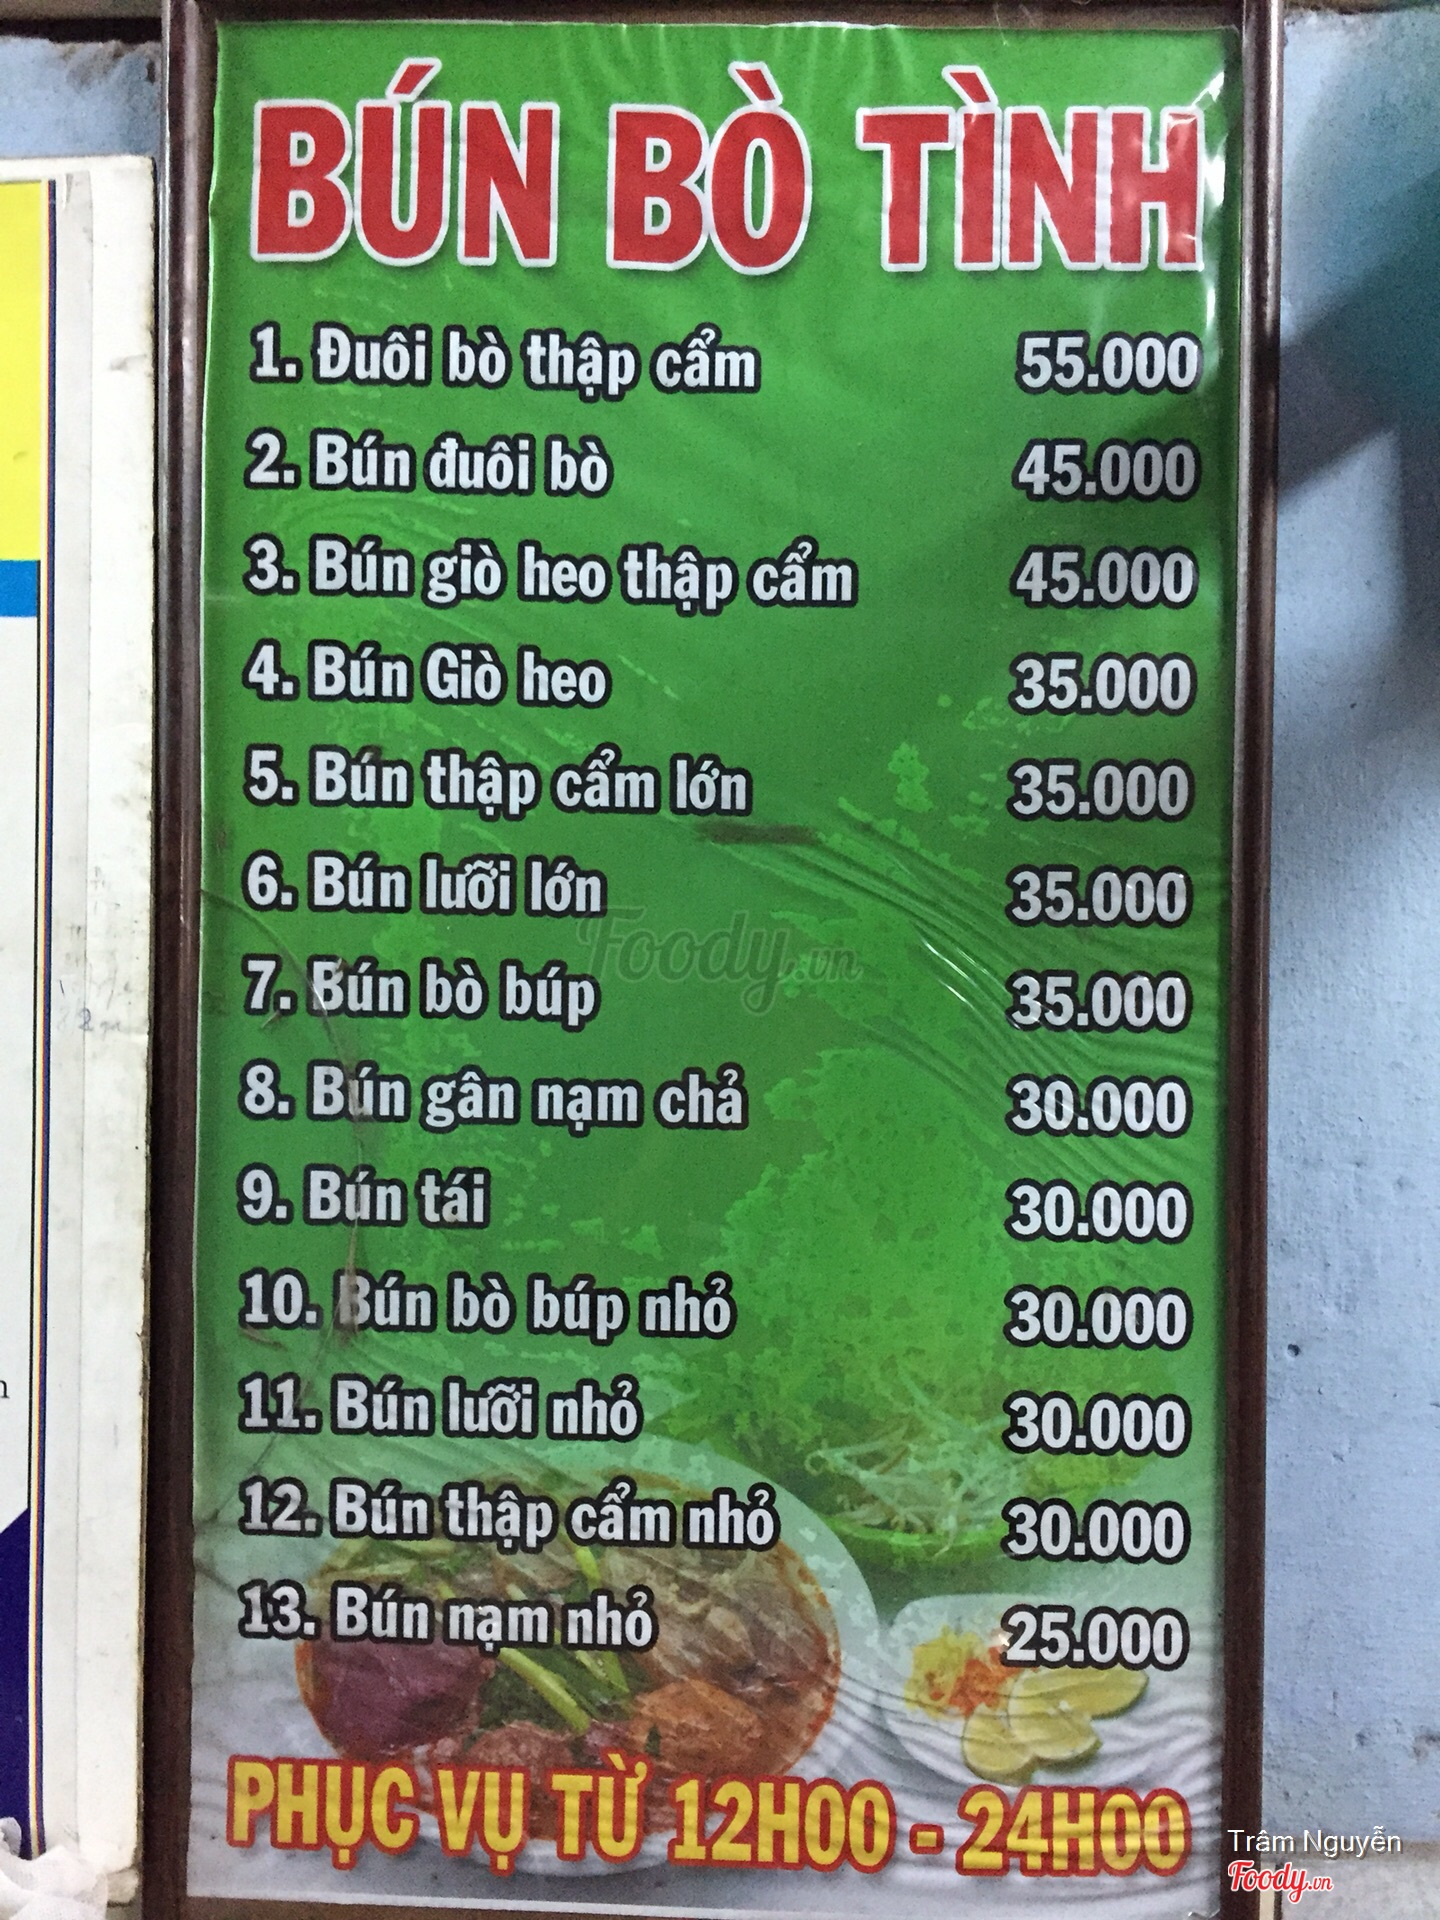 BÚN BÒ TÌNH
1. Đuôi bò thập cẩm 55.000
2. Bún đuôi bò 45.000
3. Bún giò heo thập cẩm 45.000
4. Bún Giò heo 35.000
5. Bún thập cẩm lớn 35.000
6. Bún lưỡi lớn 35.000
Foody.vn
7. Bún bò búp 35.000
8. Bún gân nạm chả 30.000
9. Bún tái 30.000
10. Bún bò búp nhỏ 30.000
11. Bún lưỡi nhỏ 30.000
12. Bún thập cẩm nhỏ 30.000
13. Bún nạm nhỏ 25.000
PHỤC VỤ TỪ 12H00 - 24H00
Trâm Nguyễn
Foody.vn